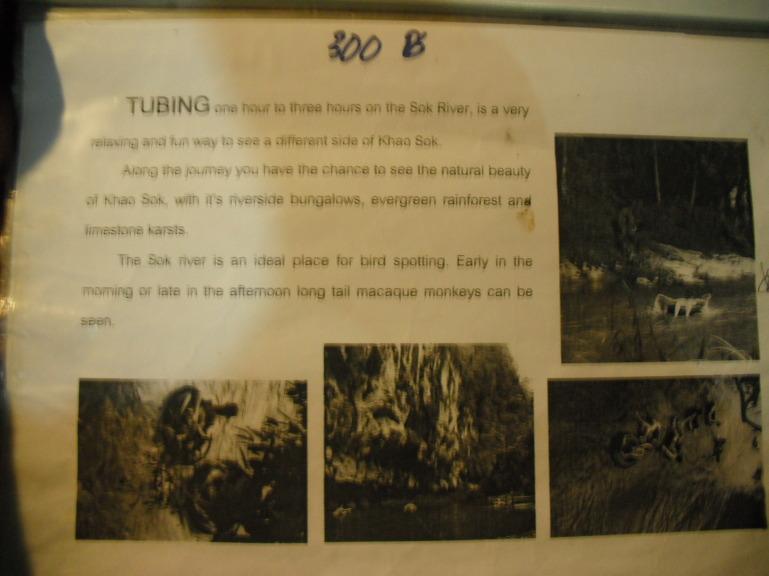 300 B
TUBING one hour to three hours on the Sok River, is a very
relaxing and fun way to see a different side of Khao Sok.
Along the journey you have the chance to see the natural beauty
of Khao Sok, with it's riverside bungalows, evergreen rainforest and
limestone karsts.
The Sok river is an ideal place for bird spotting. Early in the
morning or late in the afternoon long tail macaque monkeys can be
seen.